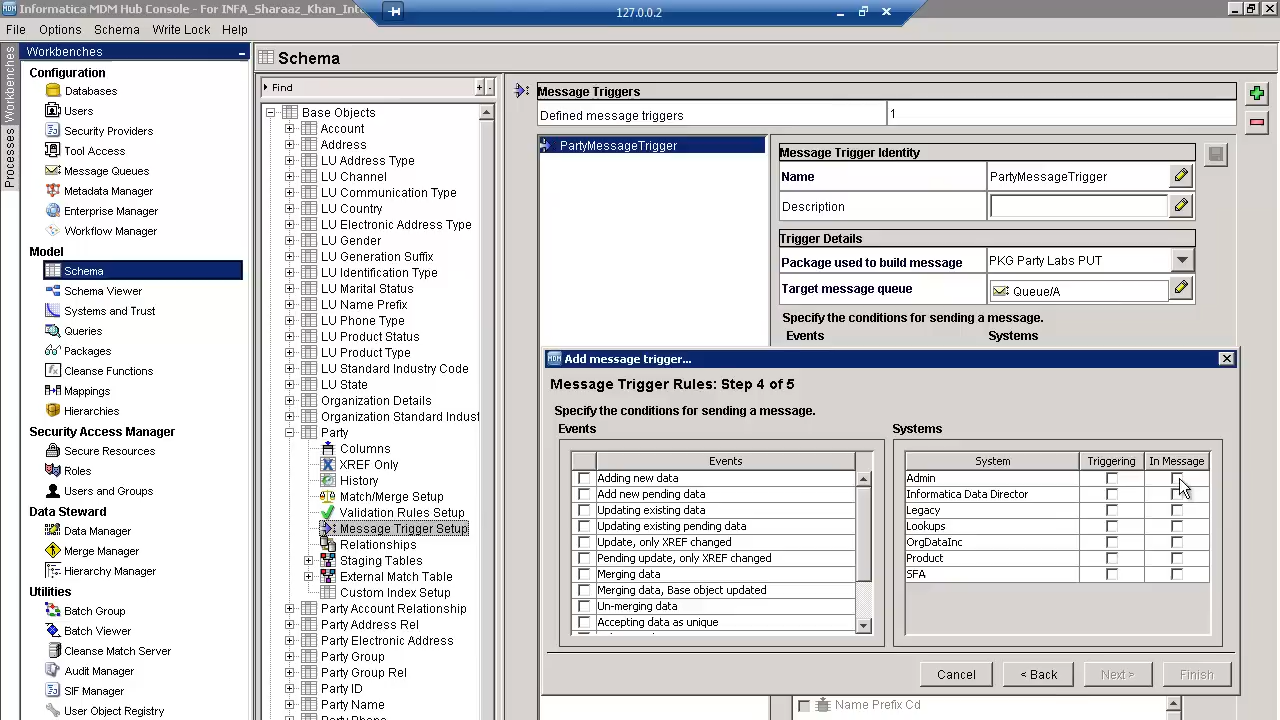 Informatica MDM Hub Console - For INFA_Sharaaz_Khan_Inte
127.0.0.2
File Options Schema Write Lock Help
Workbenches
Processes
Workbenches
Configuration
Databases
Users
Security Providers
Tool Access
Message Queues
Metadata Manager
Enterprise Manager
Workflow Manager
Model
Schema
Schema Viewer
Systems and Trust
Queries
Packages
Cleanse Functions
Mappings
Hierarchies
Security Access Manager
Secure Resources
Roles
Users and Groups
Data Steward
Data Manager
Merge Manager
Hierarchy Manager
Utilities
Batch Group
Batch Viewer
Cleanse Match Server
Audit Manager
SIF Manager
User Object Registry
Schema
Find
Base Objects
Account
Address
LU Address Type
LU Channel
LU Communication Type
LU Country
LU Electronic Address Type
LU Gender
LU Generation Suffix
LU Identification Type
LU Marital Status
LU Name Prefix
LU Phone Type
LU Product Status
LU Product Type
LU Standard Industry Code
LU State
Organization Details
Organization Standard Indust
Party
Columns
XREF Only
History
Match/Merge Setup
Validation Rules Setup
Message Trigger Setup
Relationships
Staging Tables
External Match Table
Custom Index Setup
Party Account Relationship
Party Address Rel
Party Electronic Address
Party Group
Party Group Rel
Party ID
Party Name
Party Phone
Message Triggers
Defined message triggers 1
PartyMessageTrigger
Message Trigger Identity
Name PartyMessageTrigger
Description
Trigger Details
Package used to build message PKG Party Labs PUT
Target message queue Queue/A
Specify the conditions for sending a message.
Events Systems
Add message trigger...
Message Trigger Rules: Step 4 of 5
Specify the conditions for sending a message.
Events
Events
Adding new data
Add new pending data
Updating existing data
Updating existing pending data
Update, only XREF changed
Pending update, only XREF changed
Merging data
Merging data, Base object updated
Un-merging data
Accepting data as unique
Systems
System Triggering In Message
Admin
Informatica Data Director
Legacy
Lookups
OrgDataInc
Product
SFA
Cancel < Back Next > Finish
Name Prefix Cd